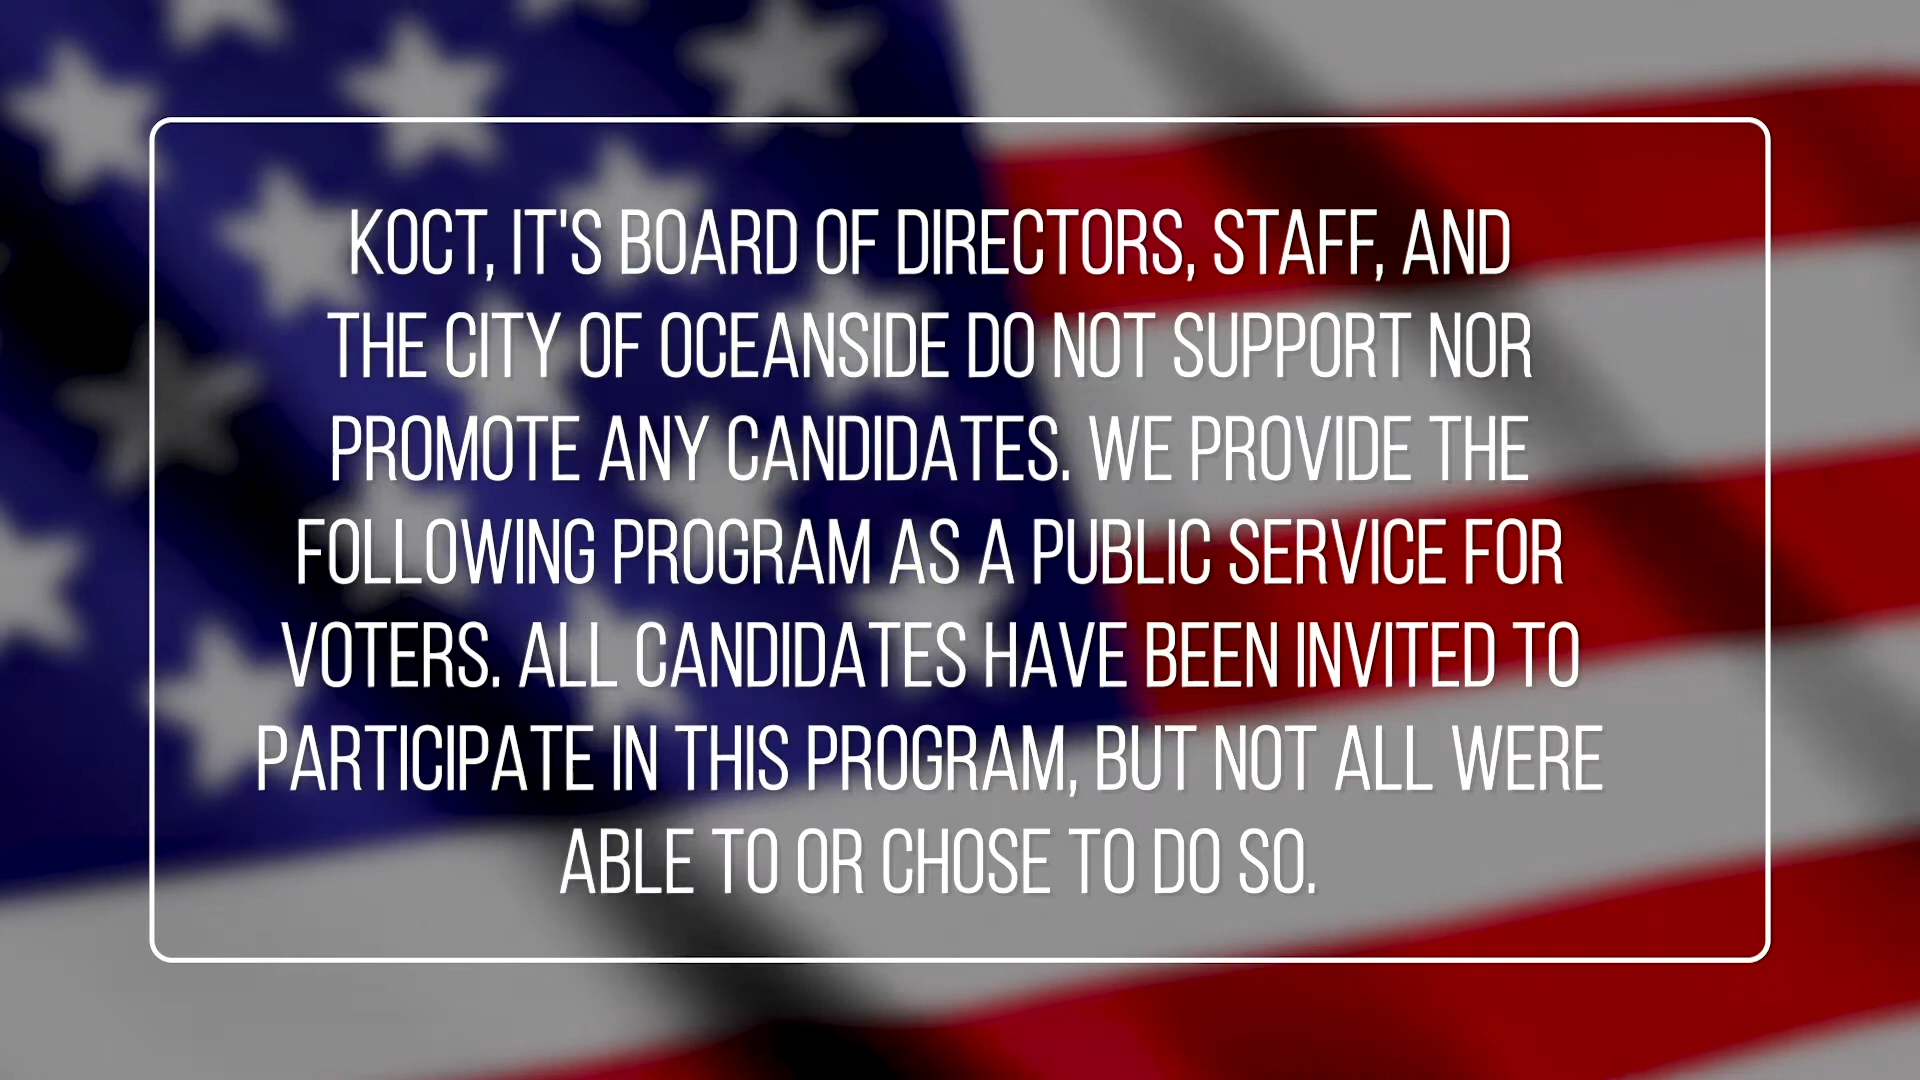 KOCT, IT'S BOARD OF DIRECTORS, STAFF, AND
THE CITY OF OCEANSIDE DO NOT SUPPORT NOR
PROMOTE ANY CANDIDATES. WE PROVIDE THE
FOLLOWING PROGRAM AS A PUBLIC SERVICE FOR
VOTERS. ALL CANDIDATES HAVE BEEN INVITED TO
PARTICIPATE IN THIS PROGRAM, BUT NOT ALL WERE
ABLE TO OR CHOSE TO DO SO.